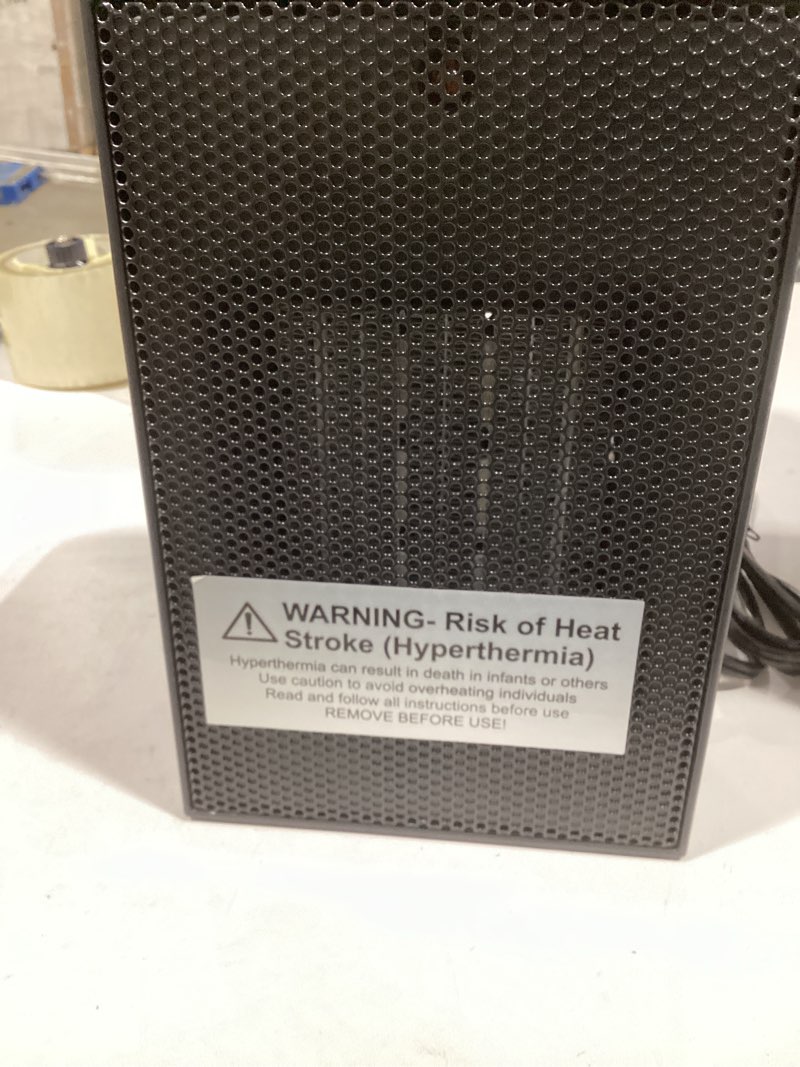 WARNING- Risk of Heat
Stroke (Hyperthermia)
Hyperthermia can result in death in infants or others
Use caution to avoid overheating individuals
Read and follow all instructions before use
REMOVE BEFORE USE!